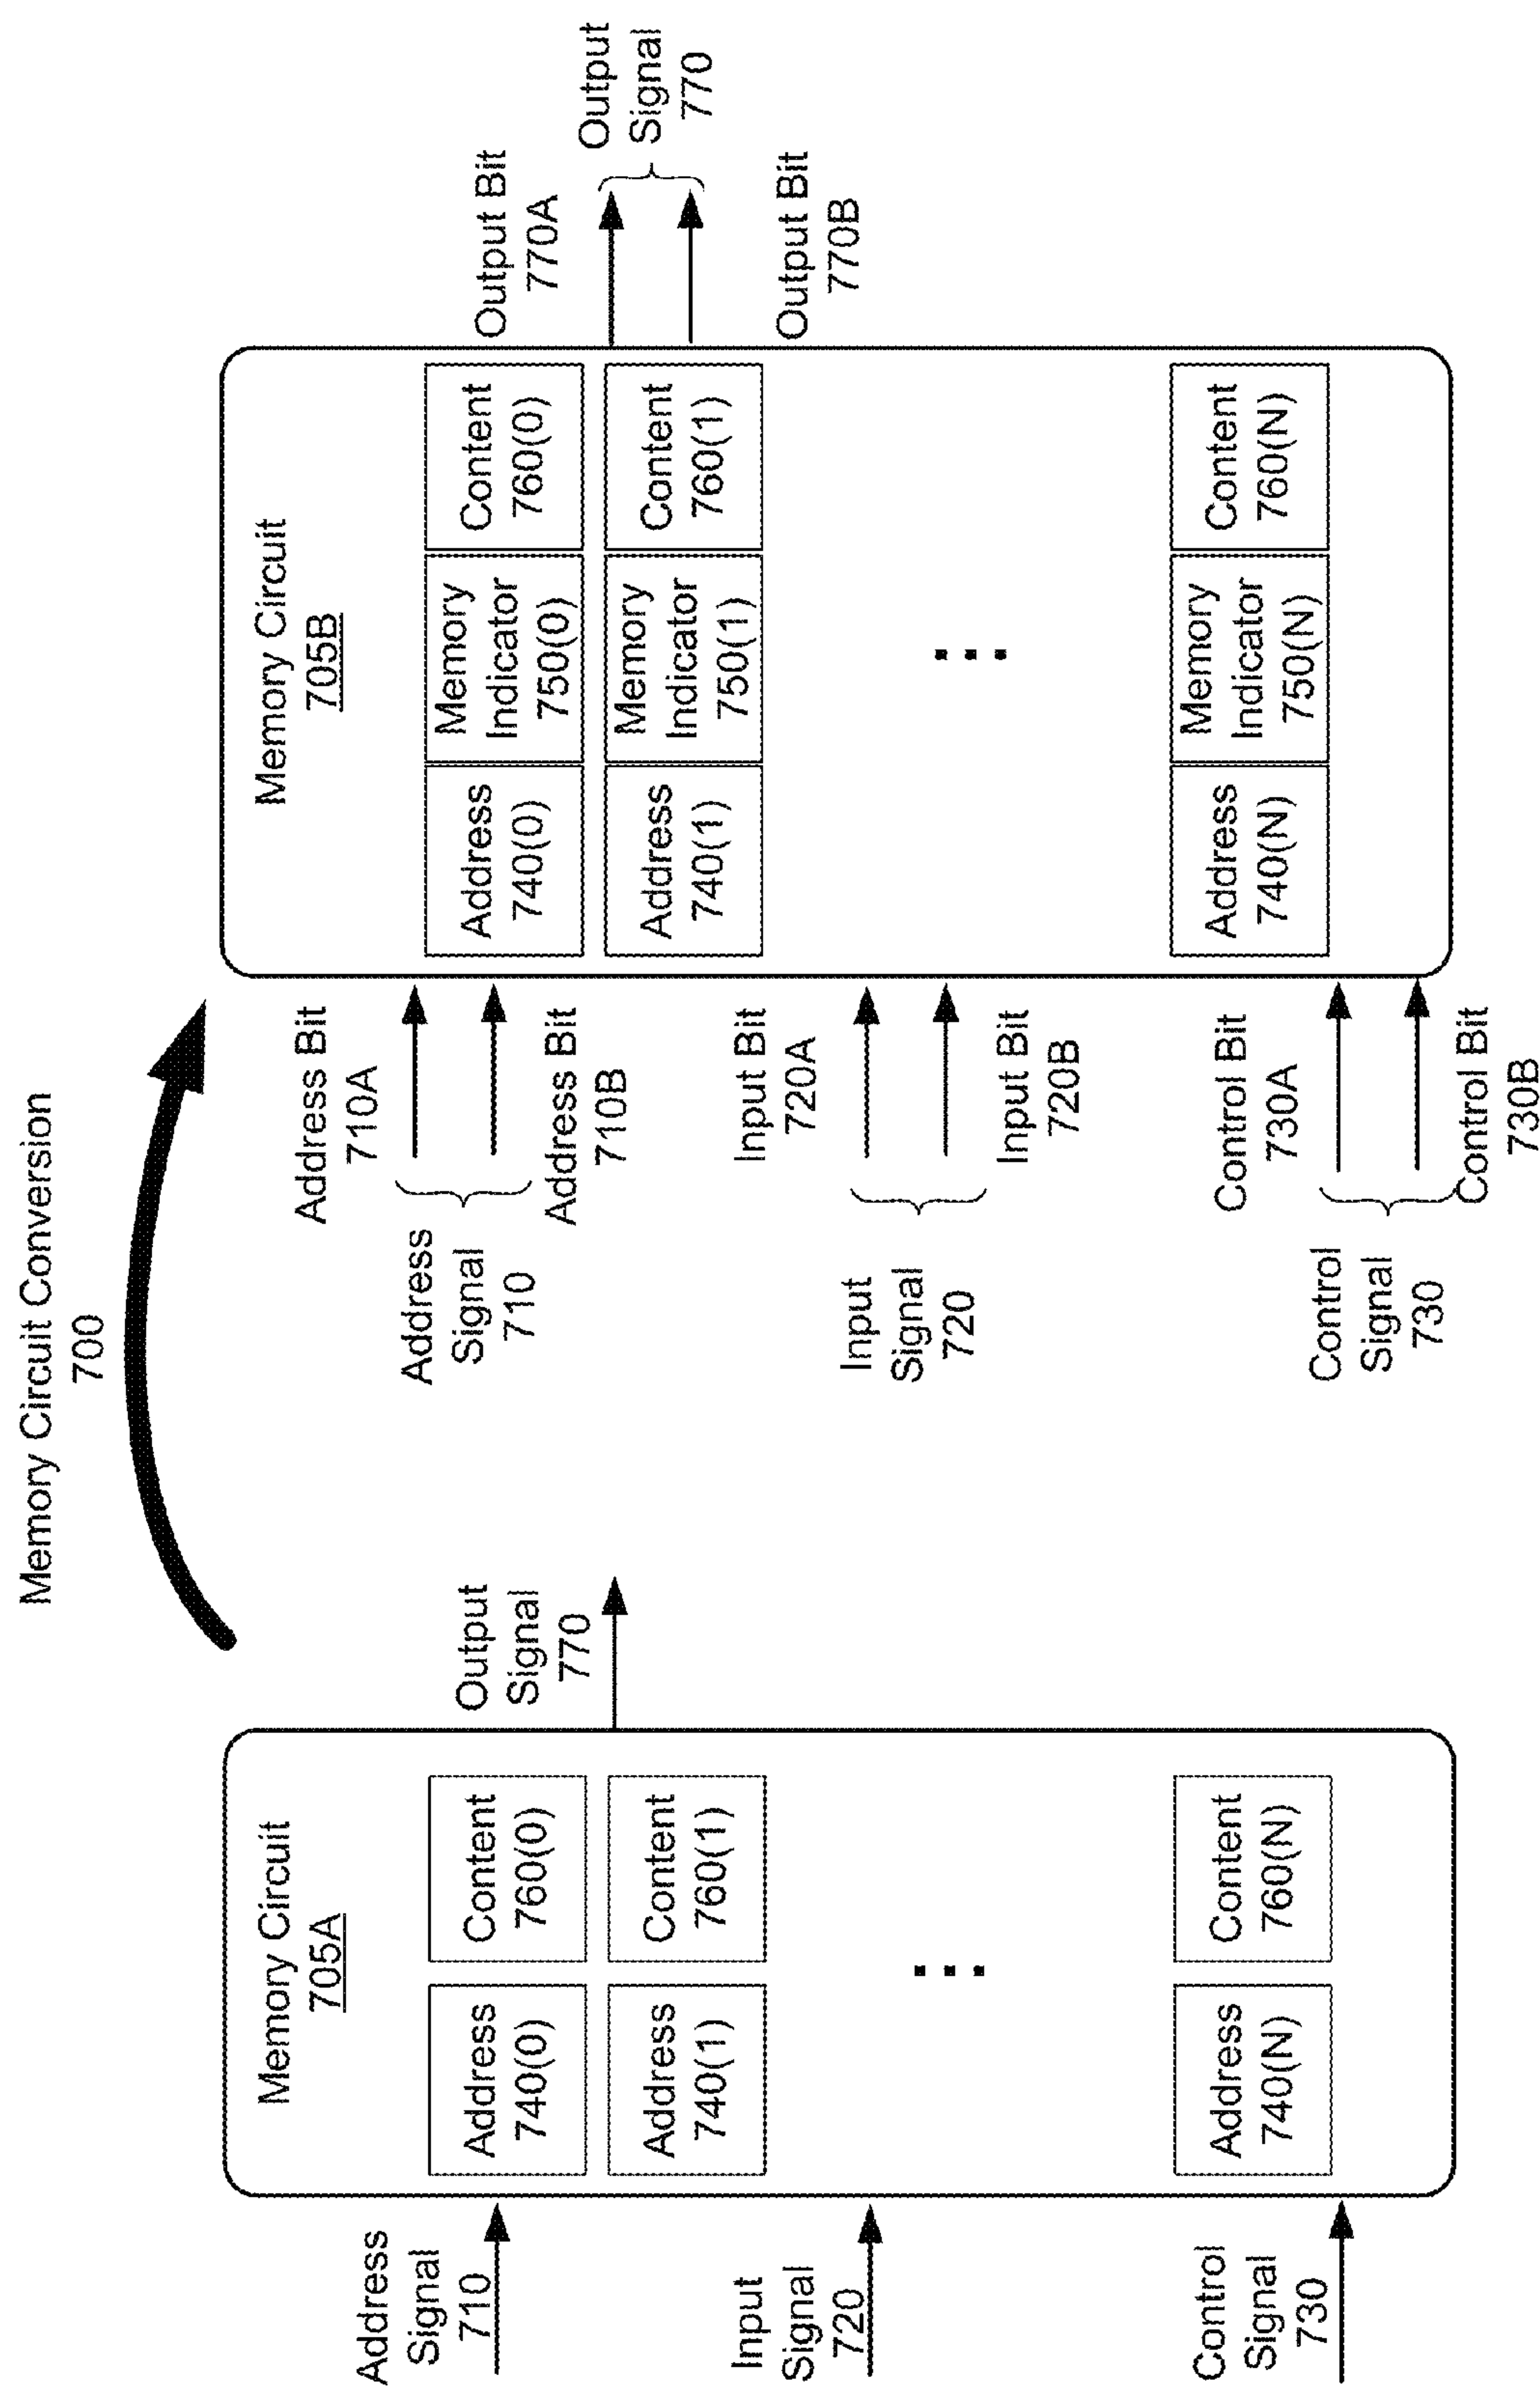 Memory Circuit Conversion
700
Memory Circuit
705A
Address
Signal
710
Input
Signal
720
Control
Signal
730
Address
740(0)
Content
760(0)
Address
740(1)
Content
760(1)
...
Address
740(N)
Content
760(N)
Output
Signal
770
Memory Circuit
705B
Address Bit
710A
Address
Signal
710
Address Bit
710B
Input Bit
720A
Input
Signal
720
Input Bit
720B
Control Bit
730A
Control
Signal
730
Control Bit
730B
Address
740(0)
Memory
Indicator
750(0)
Content
760(0)
Address
740(1)
Memory
Indicator
750(1)
Content
760(1)
...
Address
740(N)
Memory
Indicator
750(N)
Content
760(N)
Output Bit
770A
Output
Signal
770
Output Bit
770B